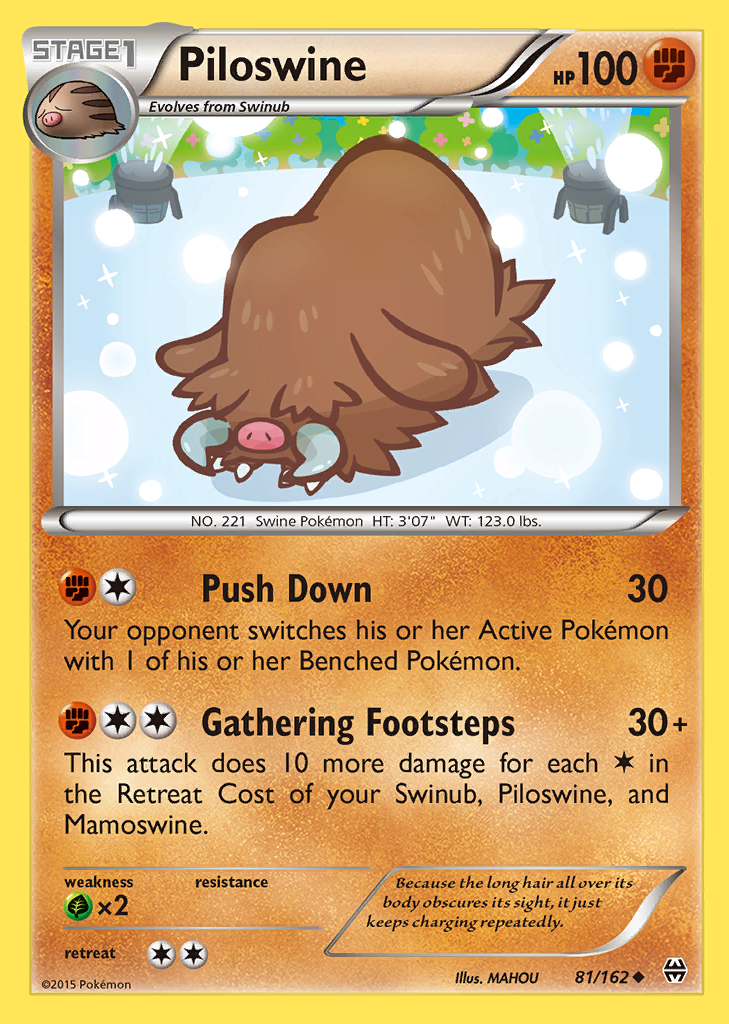 STAGE1
Piloswine
HP100
Evolves from Swinub
NO. 221 Swine Pokémon HT: 3'07" WT: 123.0 lbs.
Push Down 30
Your opponent switches his or her Active Pokémon
with 1 of his or her Benched Pokémon.
Gathering Footsteps 30+
This attack does 10 more damage for each in
the Retreat Cost of your Swinub, Piloswine, and
Mamoswine.
weakness resistance
×2
retreat
Because the long hair all over its
body obscures its sight, it just
keeps charging repeatedly.
Illus. MAHOU 81/162
©2015 Pokémon